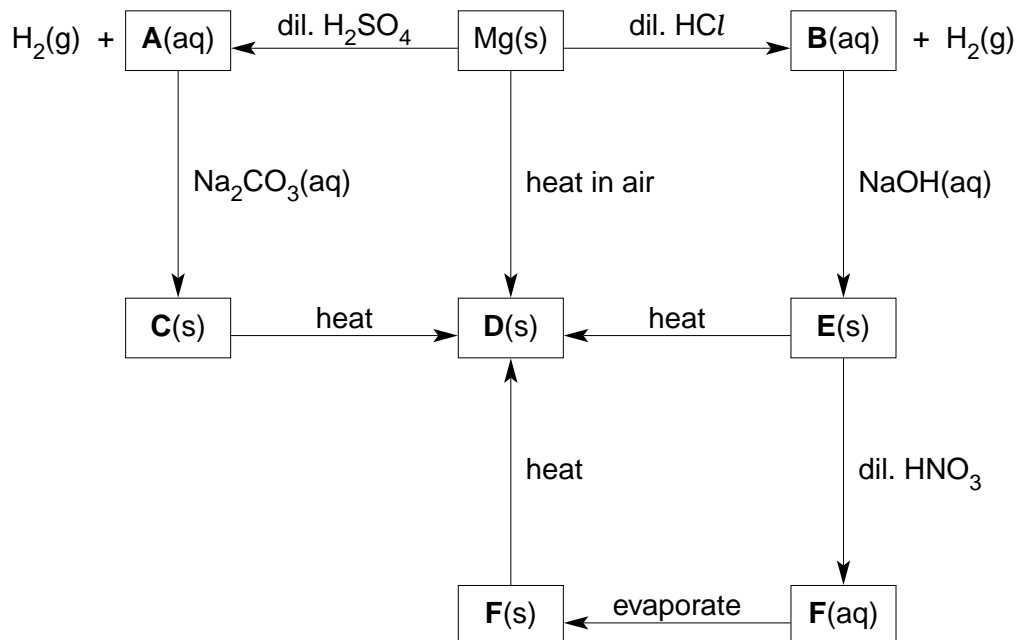 H₂(g) + A(aq) dil. H₂SO₄ Mg(s) dil. HCl B(aq) + H₂(g)
Na₂CO₃(aq) heat in air NaOH(aq)
C(s) heat D(s) heat E(s)
heat dil. HNO₃
F(s) evaporate F(aq)